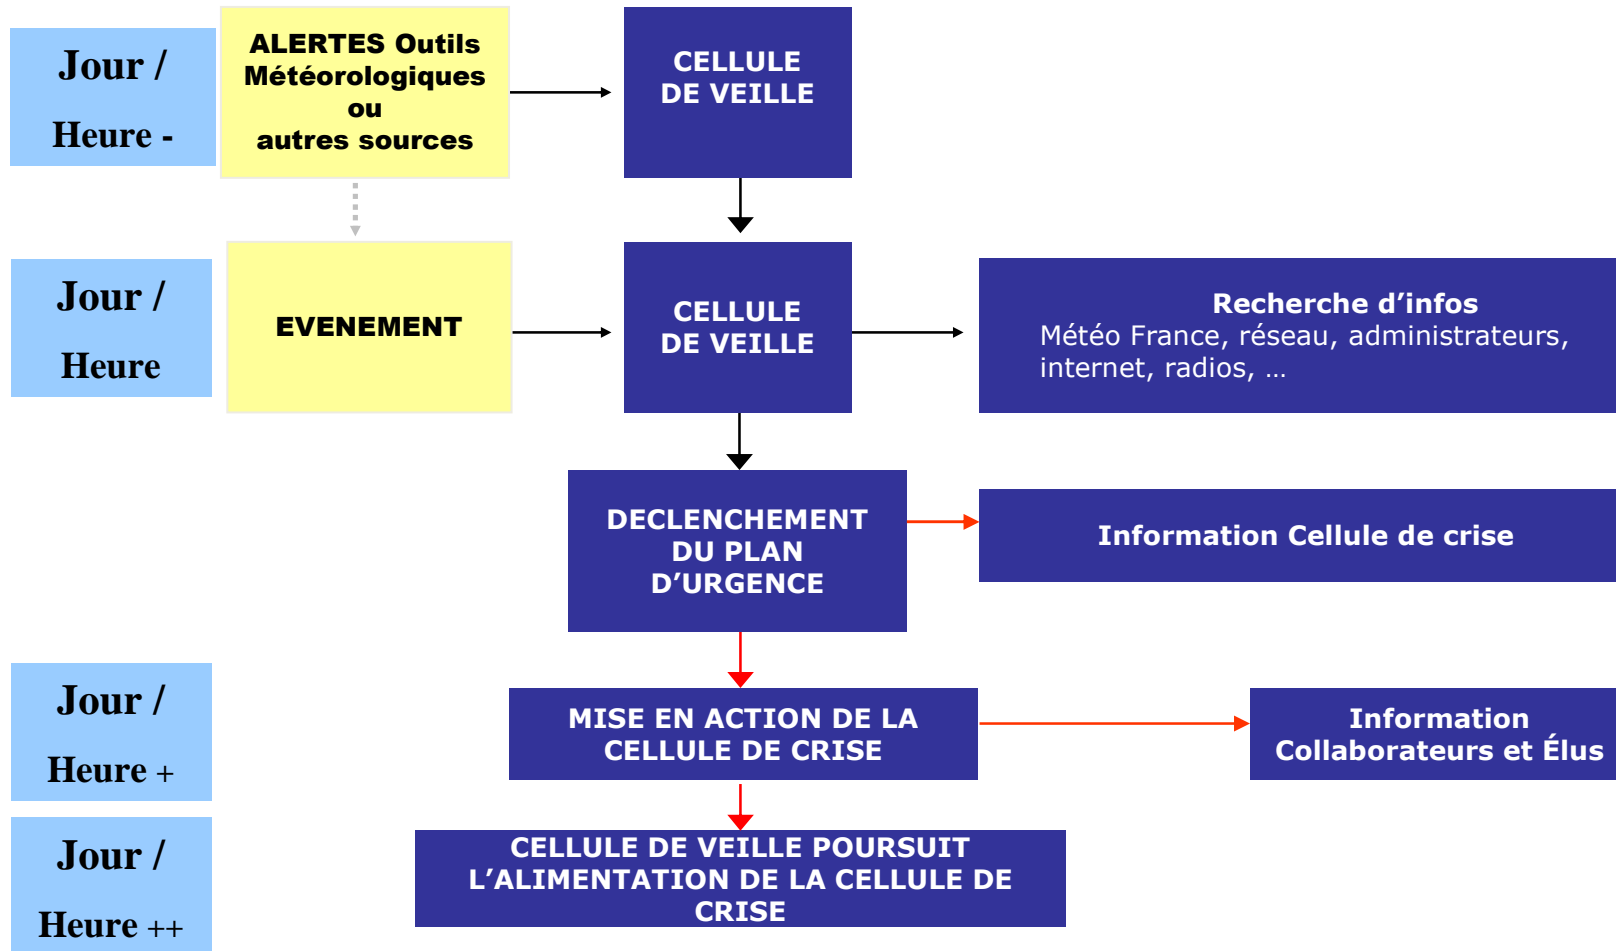 Jour /
Heure -
ALERTES Outils
Météorologiques
ou
autres sources
CELLULE
DE VEILLE
Jour /
Heure
EVENEMENT
CELLULE
DE VEILLE
Recherche d’infos
Météo France, réseau, administrateurs,
internet, radios, …
DECLENCHEMENT
DU PLAN
D’URGENCE
Information Cellule de crise
Jour /
Heure +
MISE EN ACTION DE LA
CELLULE DE CRISE
Information
Collaborateurs et Élus
Jour /
Heure ++
CELLULE DE VEILLE POURSUIT
L’ALIMENTATION DE LA CELLULE DE
CRISE